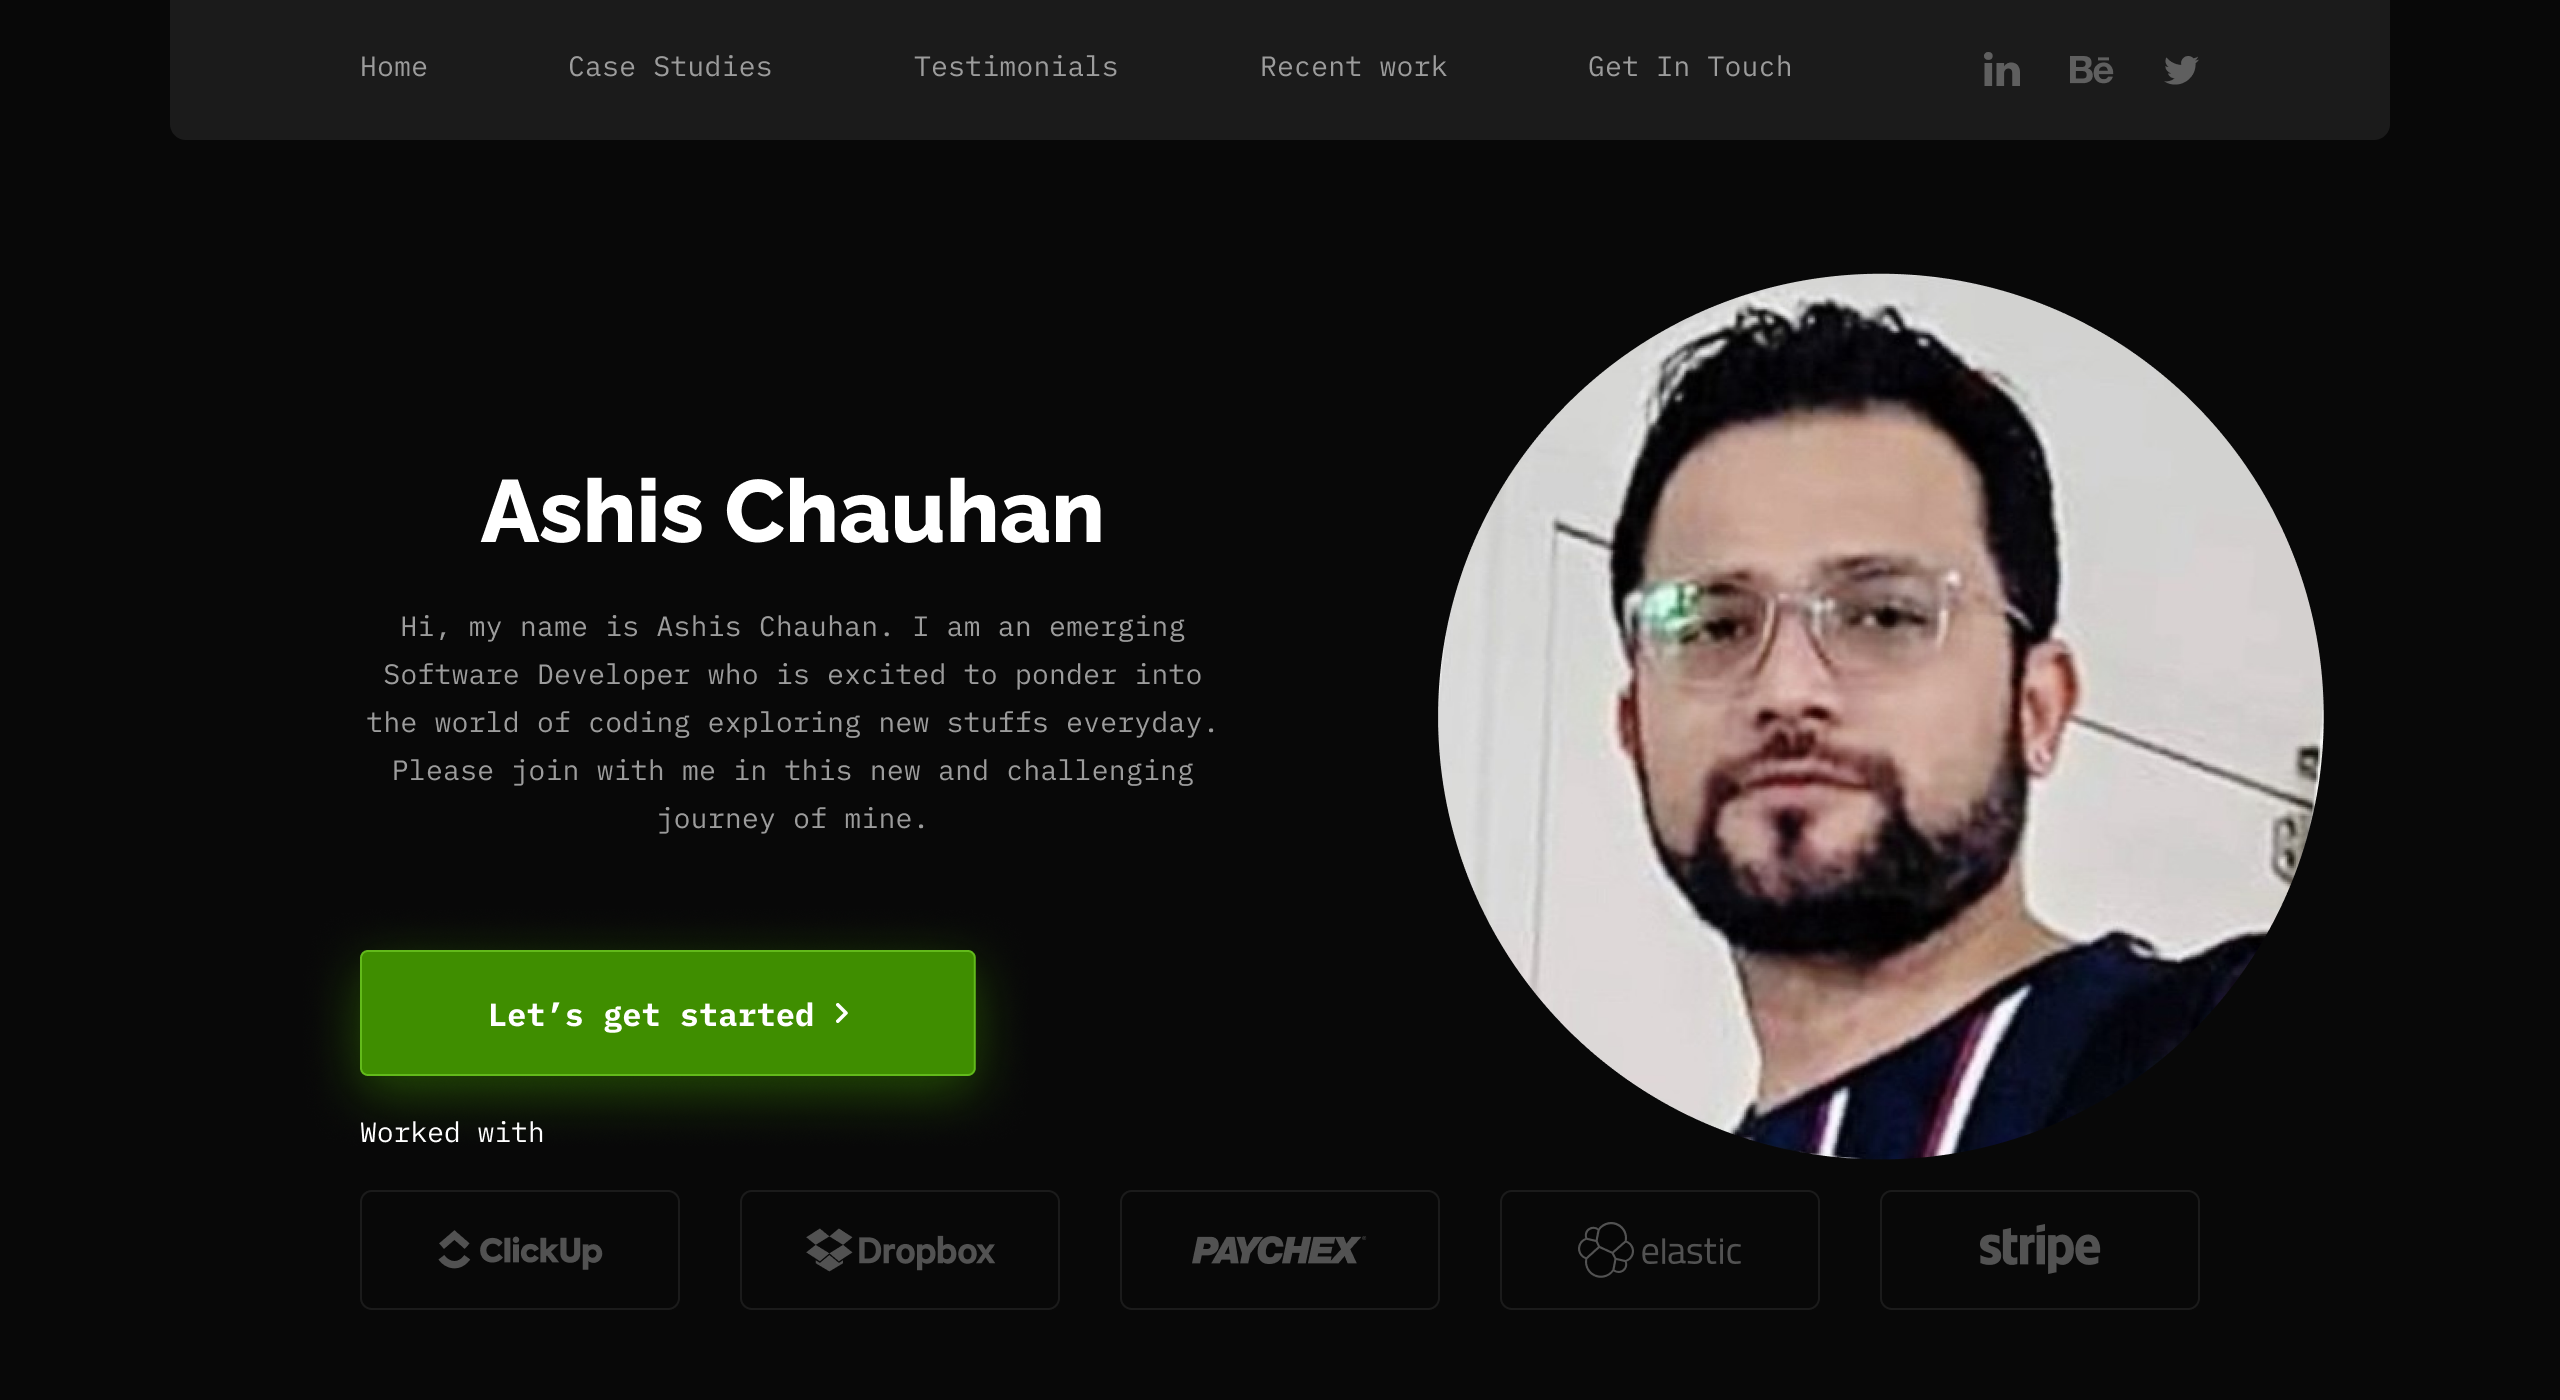 Home Case Studies Testimonials Recent work Get In Touch in Bē
Ashis Chauhan
Hi, my name is Ashis Chauhan. I am an emerging
Software Developer who is excited to ponder into
the world of coding exploring new stuffs everyday.
Please join with me in this new and challenging
journey of mine.
Let’s get started
Worked with
ClickUp Dropbox PAYCHEX elastic stripe